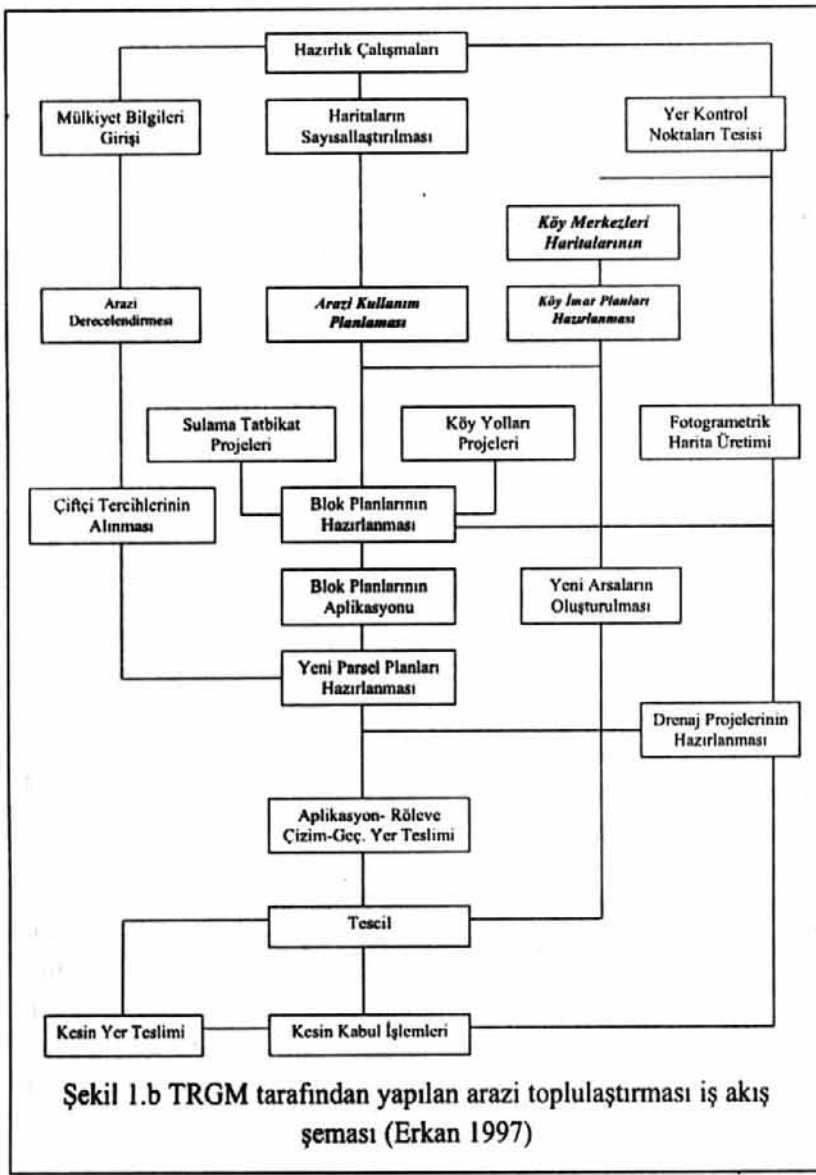 Hazırlık Çalışmaları
Mülkiyet Bilgileri
Girişi
Haritaların
Sayısallaştırılması
Yer Kontrol
Noktaları Tesisi
Köy Merkezleri
Haritalarının
Arazi
Derecelendirmesi
Arazi Kullanım
Planlaması
Köy İmar Planları
Hazırlanması
Sulama Tatbikat
Projeleri
Köy Yolları
Projeleri
Fotogrametrik
Harita Üretimi
Çiftçi Tercihlerinin
Alınması
Blok Planlarının
Hazırlanması
Blok Planlarının
Aplikasyonu
Yeni Arsaların
Oluşturulması
Yeni Parsel Planları
Hazırlanması
Drenaj Projelerinin
Hazırlanması
Aplikasyon- Röleve
Çizim-Geç. Yer Teslimi
Tescil
Kesin Yer Teslimi
Kesin Kabul İşlemleri
Şekil 1.b TRGM tarafından yapılan arazi toplulaştırması iş akış
şeması (Erkan 1997)